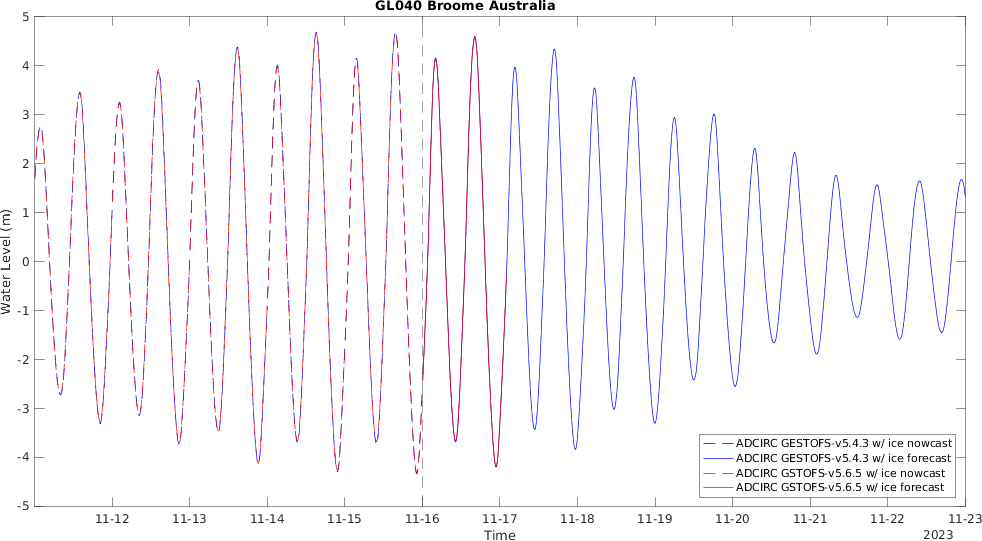 GL040 Broome Australia
5
4
3
2
1
0
-1
-2
-3
-4
-5
Water Level (m)
ADCIRC GESTOFS-v5.4.3 w/ ice nowcast
ADCIRC GESTOFS-v5.4.3 w/ ice forecast
ADCIRC GSTOFS-v5.6.5 w/ ice nowcast
ADCIRC GSTOFS-v5.6.5 w/ ice forecast
11-12 11-13 11-14 11-15 11-16 11-17 11-18 11-19 11-20 11-21 11-22 11-23
Time 2023